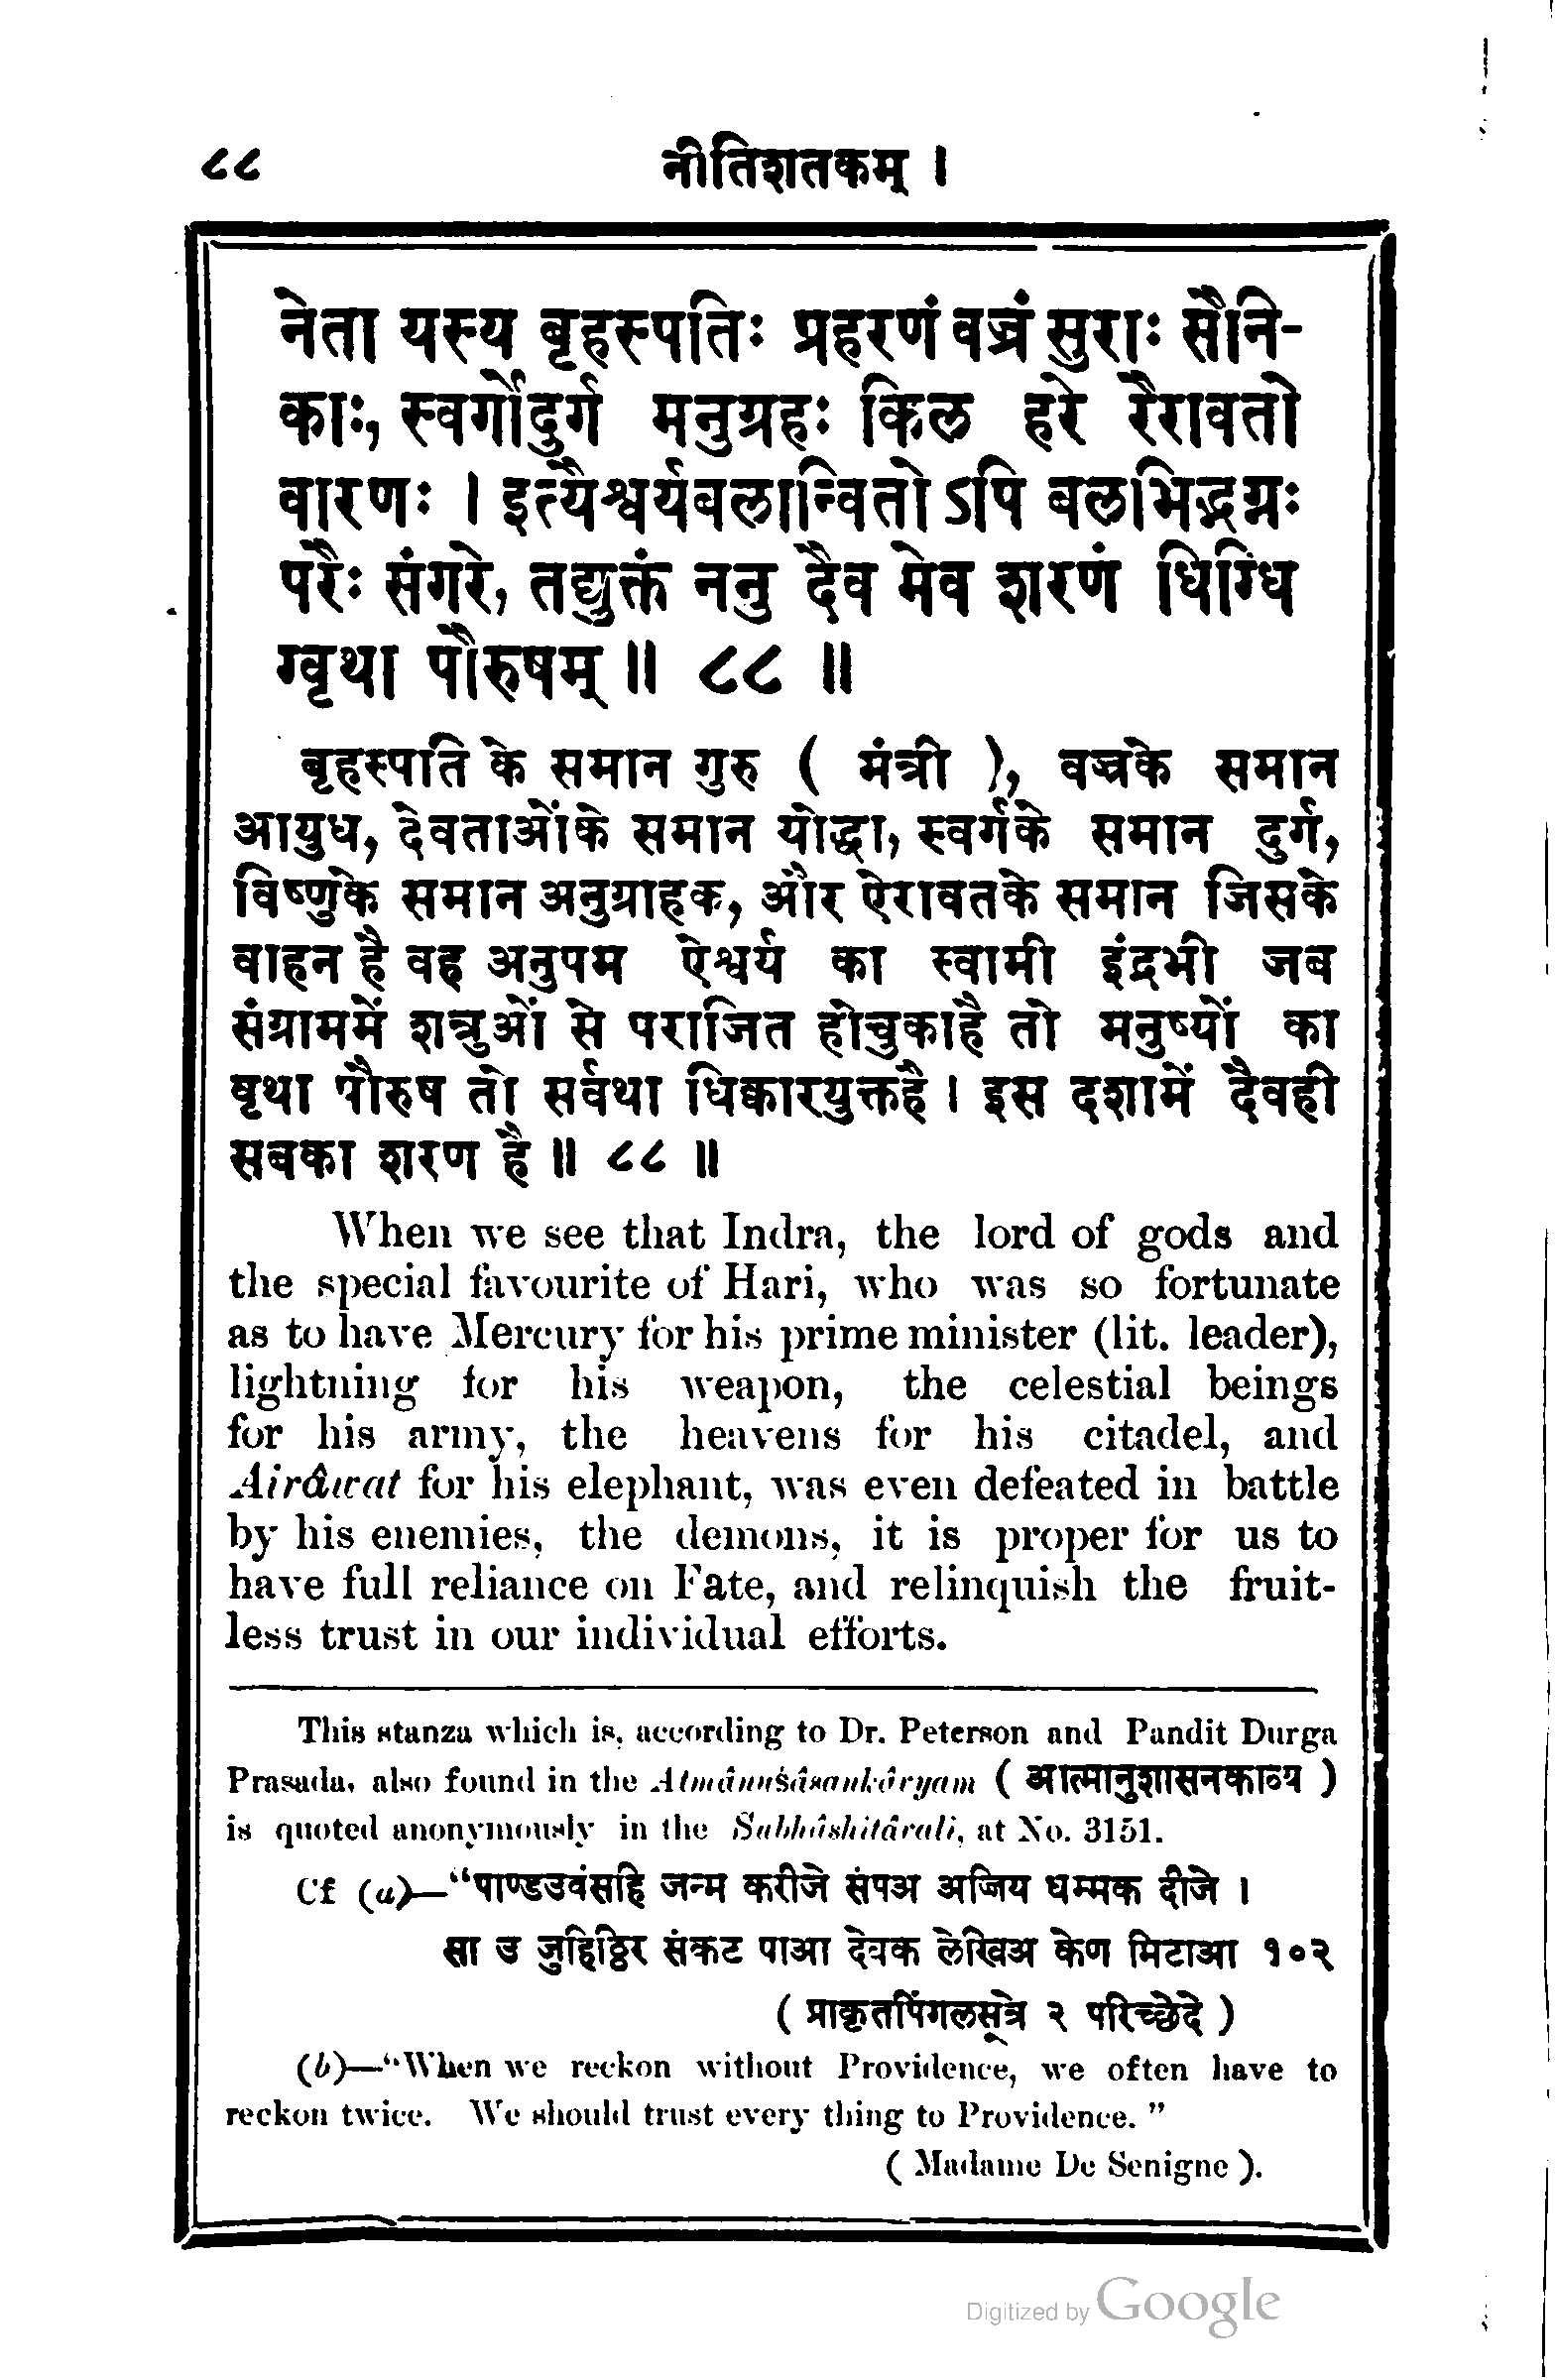 ८८ नीतिशतकम् ।
नेता यस्य बृहस्पतिः प्रहरणं वज्रं सुराः सैनि-
काः, स्वर्गोदुर्ग मनुग्रहः किल हरे रैरावतो
वारणः । इत्यैश्वर्यबलान्वितो ऽपि बलभिद्भग्नः
परैः संगरे, तद्युक्तं ननु दैव मेव शरणं धिग्धि
ग्वृथा पौरुषम् ॥ ८८ ॥
बृहस्पति के समान गुरु ( मंत्री ), वज्रके समान
आयुध, देवताओंके समान योद्धा, स्वर्गके समान दुर्ग,
विष्णुके समान अनुग्राहक, और ऐरावतके समान जिसके
वाहन है वह अनुपम ऐश्वर्य का स्वामी इंद्रभी जब
संग्राममें शत्रुओं से पराजित होचुकाहै तो मनुष्यों का
वृथा पौरुष तो सर्वथा धिक्कारयुक्तहै । इस दशामें दैवही
सबका शरण है ॥ ८८ ॥
When we see that Indra, the lord of gods and
the special favourite of Hari, who was so fortunate
as to have Mercury for his prime minister (lit. leader),
lightning for his weapon, the celestial beings
for his army, the heavens for his citadel, and
Airâwat for his elephant, was even defeated in battle
by his enemies, the demons, it is proper for us to
have full reliance on Fate, and relinquish the fruit-
less trust in our individual efforts.
This stanza which is, according to Dr. Peterson and Pandit Durga
Prasada, also found in the Atmânuśâsankâvyam ( आत्मानुशासनकाव्य )
is quoted anonymously in the Subhâshitâvali, at No. 3151.
Cf (a)—“पाण्डउवंसहि जन्म करीजे संपअ अज्जिय धम्मक दीजे ।
सा उ जुहिठ्ठिर संकट पाआ देवक लेखिअ केण मिटाआ १०२
( प्राकृतपिंगलसूत्रे २ परिच्छेदे )
(b)—“When we reckon without Providence, we often have to
reckon twice. We should trust every thing to Providence. ”
( Madame De Senigne ).
Digitized by Google